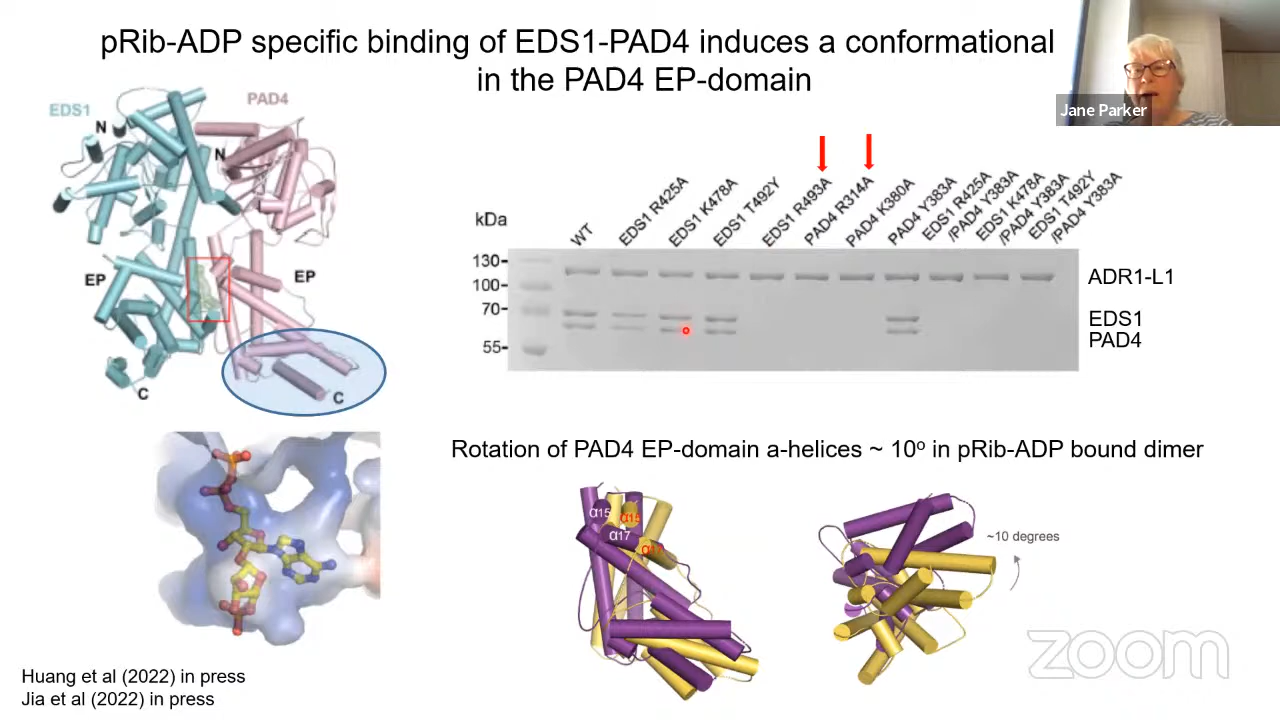 pRib-ADP specific binding of EDS1-PAD4 induces a conformational
in the PAD4 EP-domain
Jane Parker
EDS1
PAD4
N
N
EP
EP
C
C
kDa
WT
EDS1 R425A
EDS1 K478A
EDS1 T492Y
EDS1 R493A
PAD4 R314A
PAD4 K380A
PAD4 Y383A
EDS1 R425A
/PAD4 Y383A
EDS1 K478A
/PAD4 Y383A
EDS1 T492Y
/PAD4 Y383A
130
100
70
55
ADR1-L1
EDS1
PAD4
Rotation of PAD4 EP-domain a-helices ~ 10º in pRib-ADP bound dimer
α15
α15
α17
~10 degrees
zoom
Huang et al (2022) in press
Jia et al (2022) in press